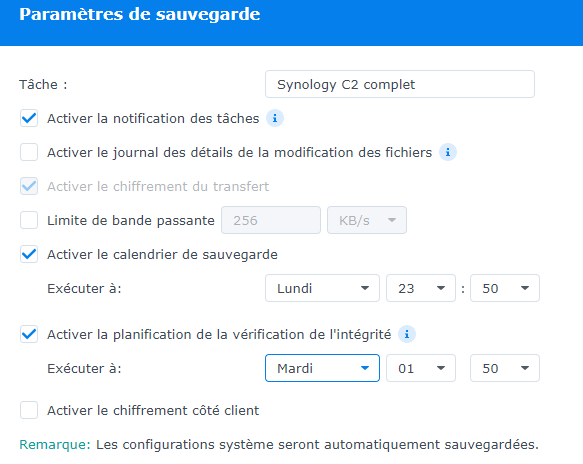 Paramètres de sauvegarde
Tâche :
Synology C2 complet
Activer la notification des tâches i
Activer le journal des détails de la modification des fichiers i
Activer le chiffrement du transfert
Limite de bande passante 256 KB/s
Activer le calendrier de sauvegarde
Exécuter à: Lundi 23 : 50
Activer la planification de la vérification de l'intégrité i
Exécuter à: Mardi 01 50
Activer le chiffrement côté client
Remarque: Les configurations système seront automatiquement sauvegardées.